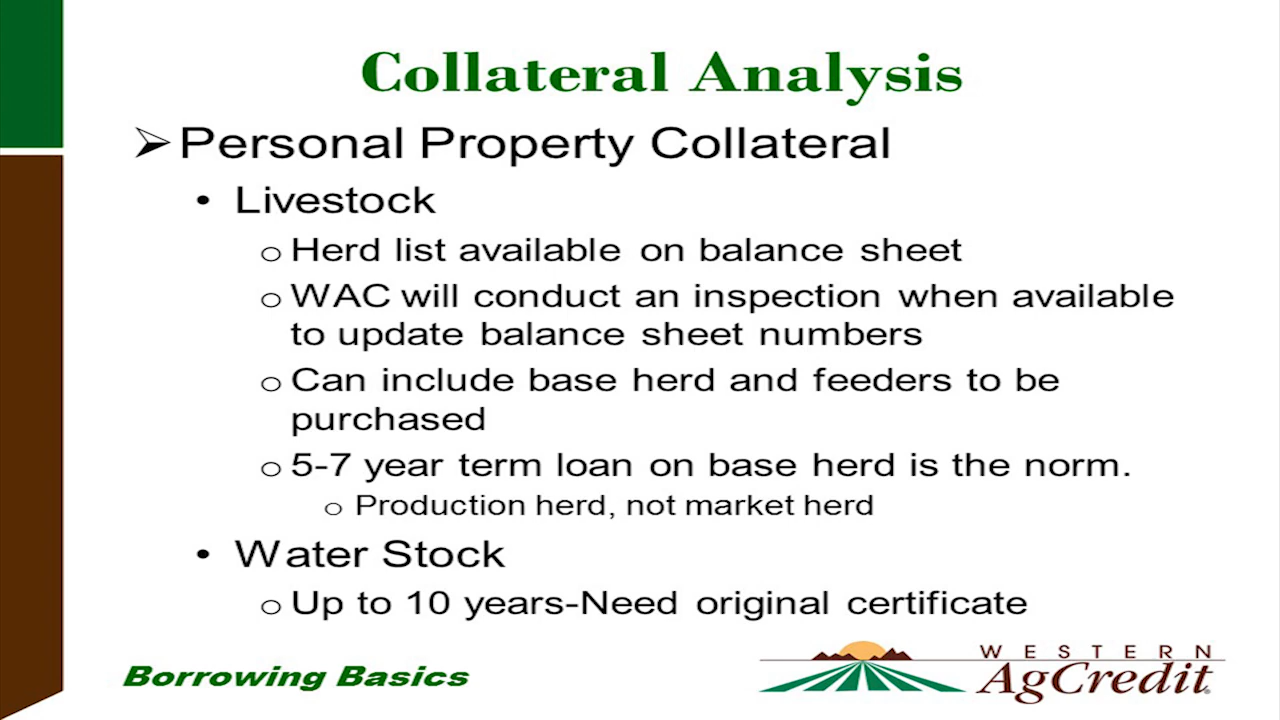 Collateral Analysis
➢Personal Property Collateral
• Livestock
o Herd list available on balance sheet
o WAC will conduct an inspection when available
to update balance sheet numbers
o Can include base herd and feeders to be
purchased
o 5-7 year term loan on base herd is the norm.
o Production herd, not market herd
• Water Stock
o Up to 10 years-Need original certificate
Borrowing Basics
WESTERN
AgCredit